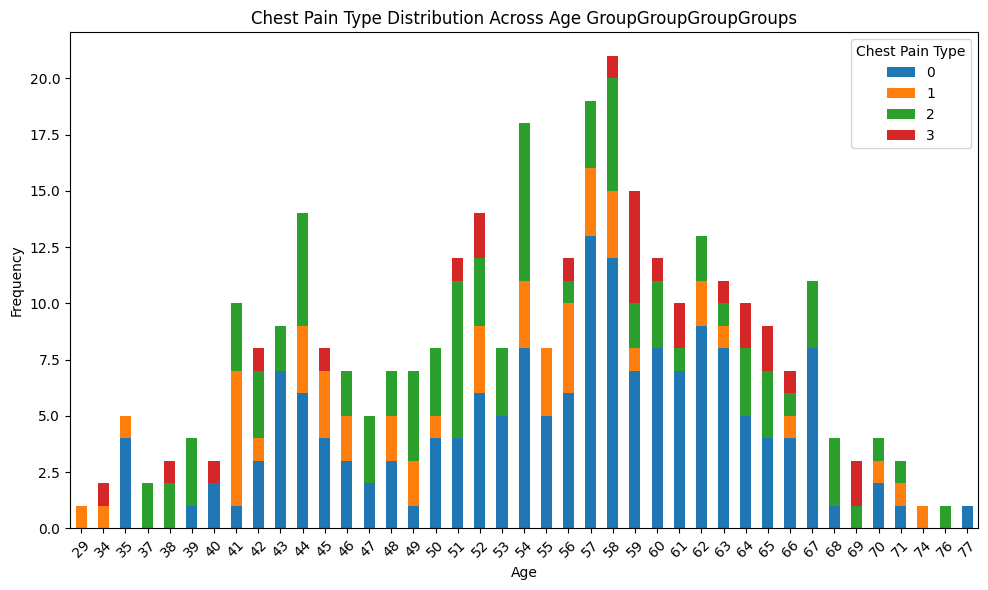 Chest Pain Type Distribution Across Age GroupGroupGroupGroups
Chest Pain Type
0
1
2
3
20.0
17.5
15.0
12.5
10.0
7.5
5.0
2.5
0.0
Frequency
29 34 35 37 38 39 40 41 42 43 44 45 46 47 48 49 50 51 52 53 54 55 56 57 58 59 60 61 62 63 64 65 66 67 68 69 70 71 74 76 77
Age